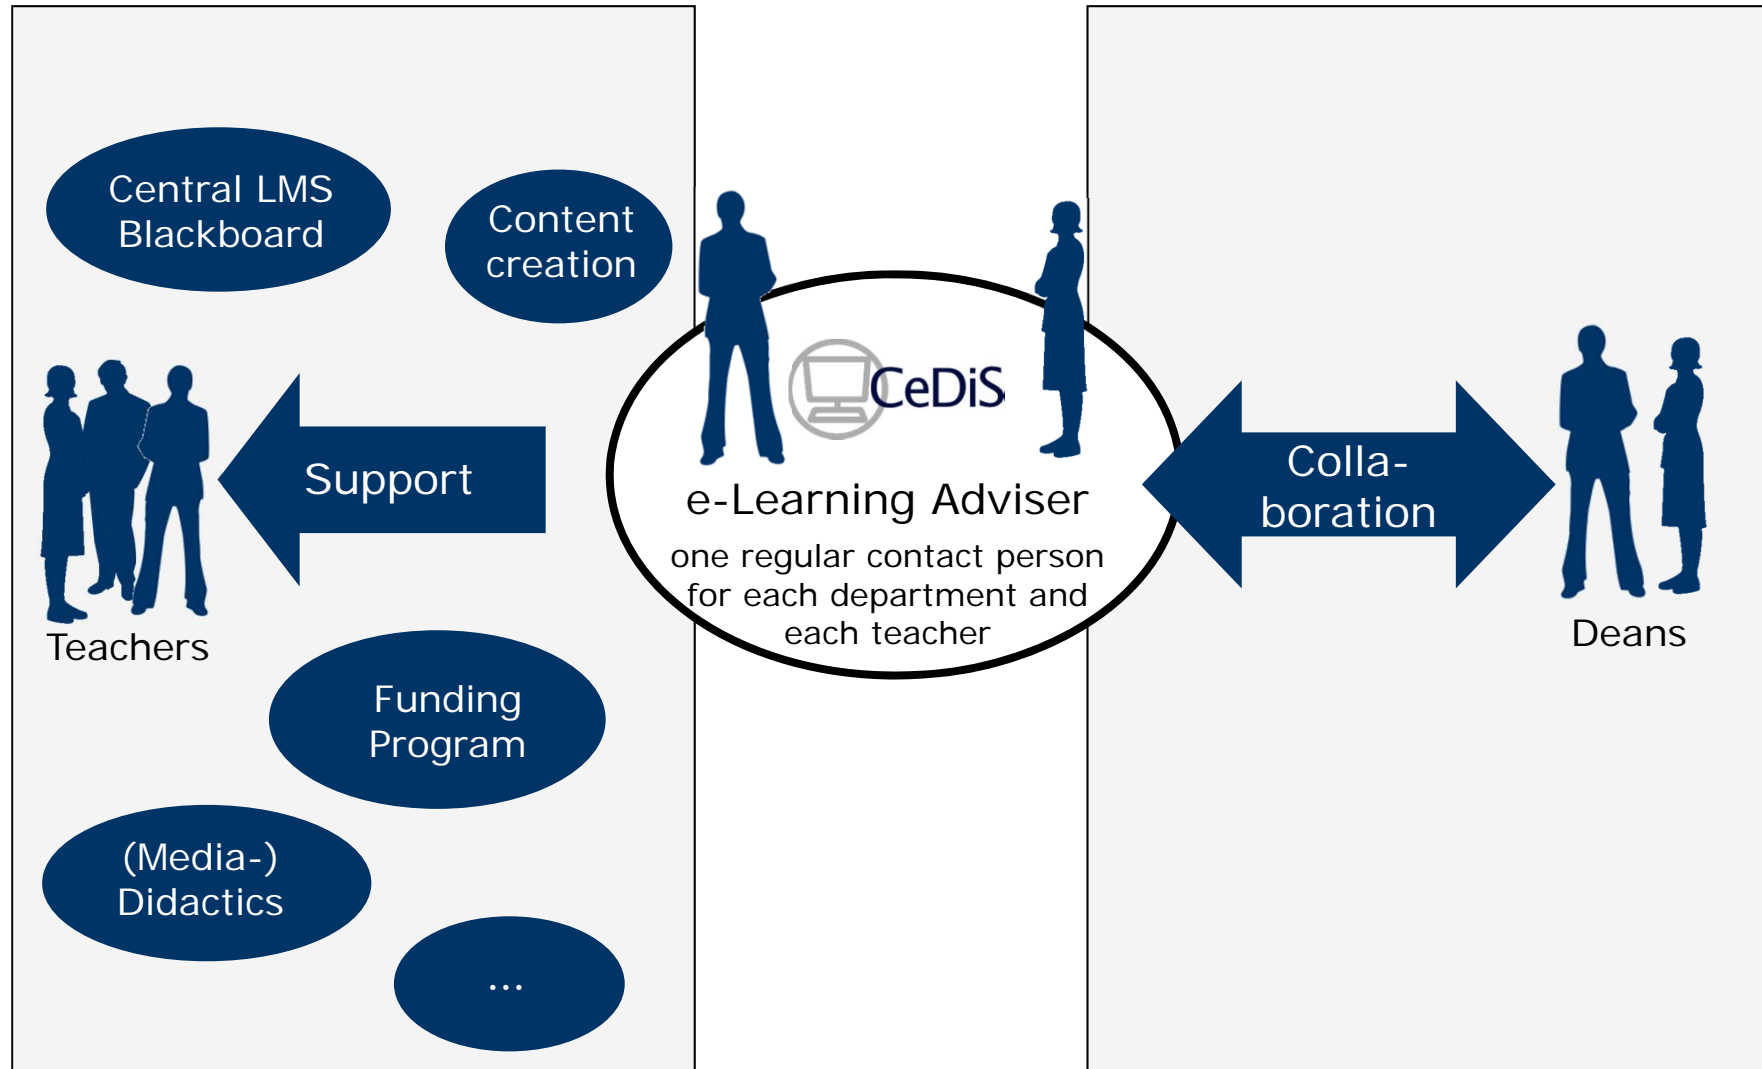 Central LMS
Blackboard
Content
creation
CeDiS
Support
Teachers
e-Learning Adviser
one regular contact person
for each department and
each teacher
Colla-
boration
Deans
Funding
Program
(Media-)
Didactics
...